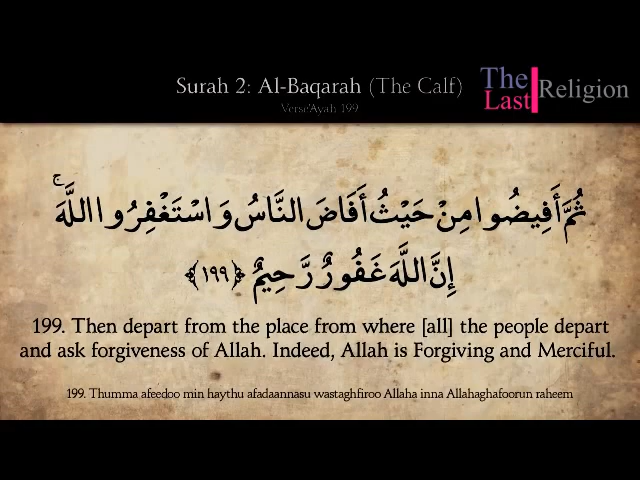 Surah 2: Al-Baqarah (The Calf)
The Last Religion
Verse/Ayah 199
ثُمَّ أَفِيضُوا مِنْ حَيْثُ أَفَاضَ النَّاسُ وَاسْتَغْفِرُوا اللَّهَ ۚ
إِنَّ اللَّهَ غَفُورٌ رَّحِيمٌ ﴿١٩٩﴾
199. Then depart from the place from where [all] the people depart
and ask forgiveness of Allah. Indeed, Allah is Forgiving and Merciful.
199. Thumma afeedoo min haythu afadaannasu wastaghfiroo Allaha inna Allahaghafoorun raheem